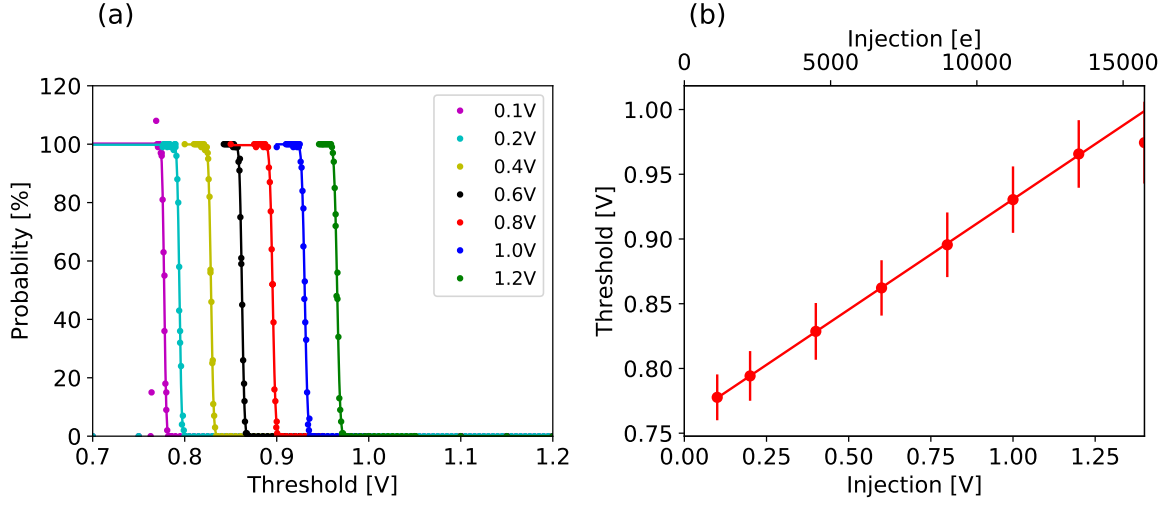 (a)
Probablity [%]
120
100
80
60
40
20
0
0.7 0.8 0.9 1.0 1.1 1.2
Threshold [V]
0.1V
0.2V
0.4V
0.6V
0.8V
1.0V
1.2V
(b)
Injection [e]
0 5000 10000 15000
Threshold [V]
1.00
0.95
0.90
0.85
0.80
0.75
0.00 0.25 0.50 0.75 1.00 1.25
Injection [V]